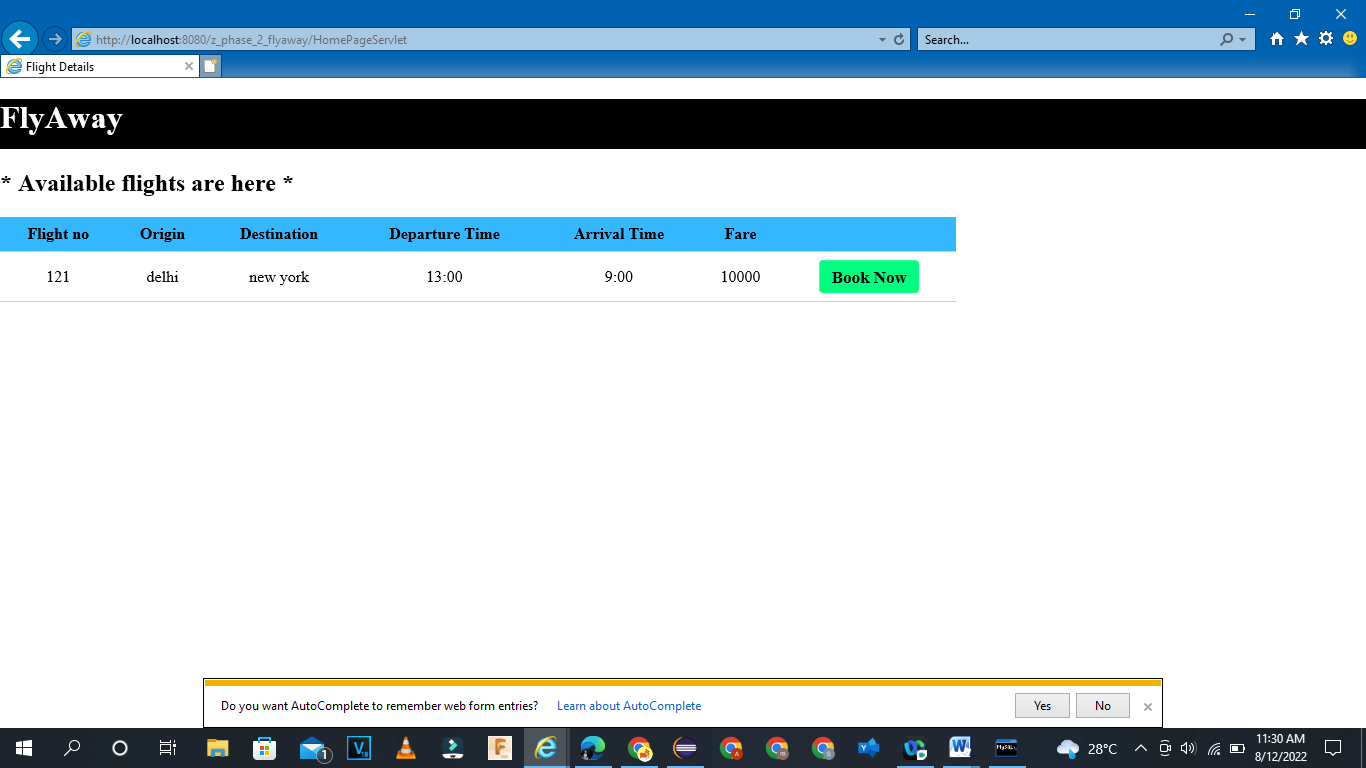 http://localhost:8080/z_phase_2_flyaway/HomePageServlet
Search...
Flight Details
FlyAway
* Available flights are here *
Flight no Origin Destination Departure Time Arrival Time Fare
121 delhi new york 13:00 9:00 10000 Book Now
Do you want AutoComplete to remember web form entries? Learn about AutoComplete Yes No
28°C
11:30 AM
8/12/2022